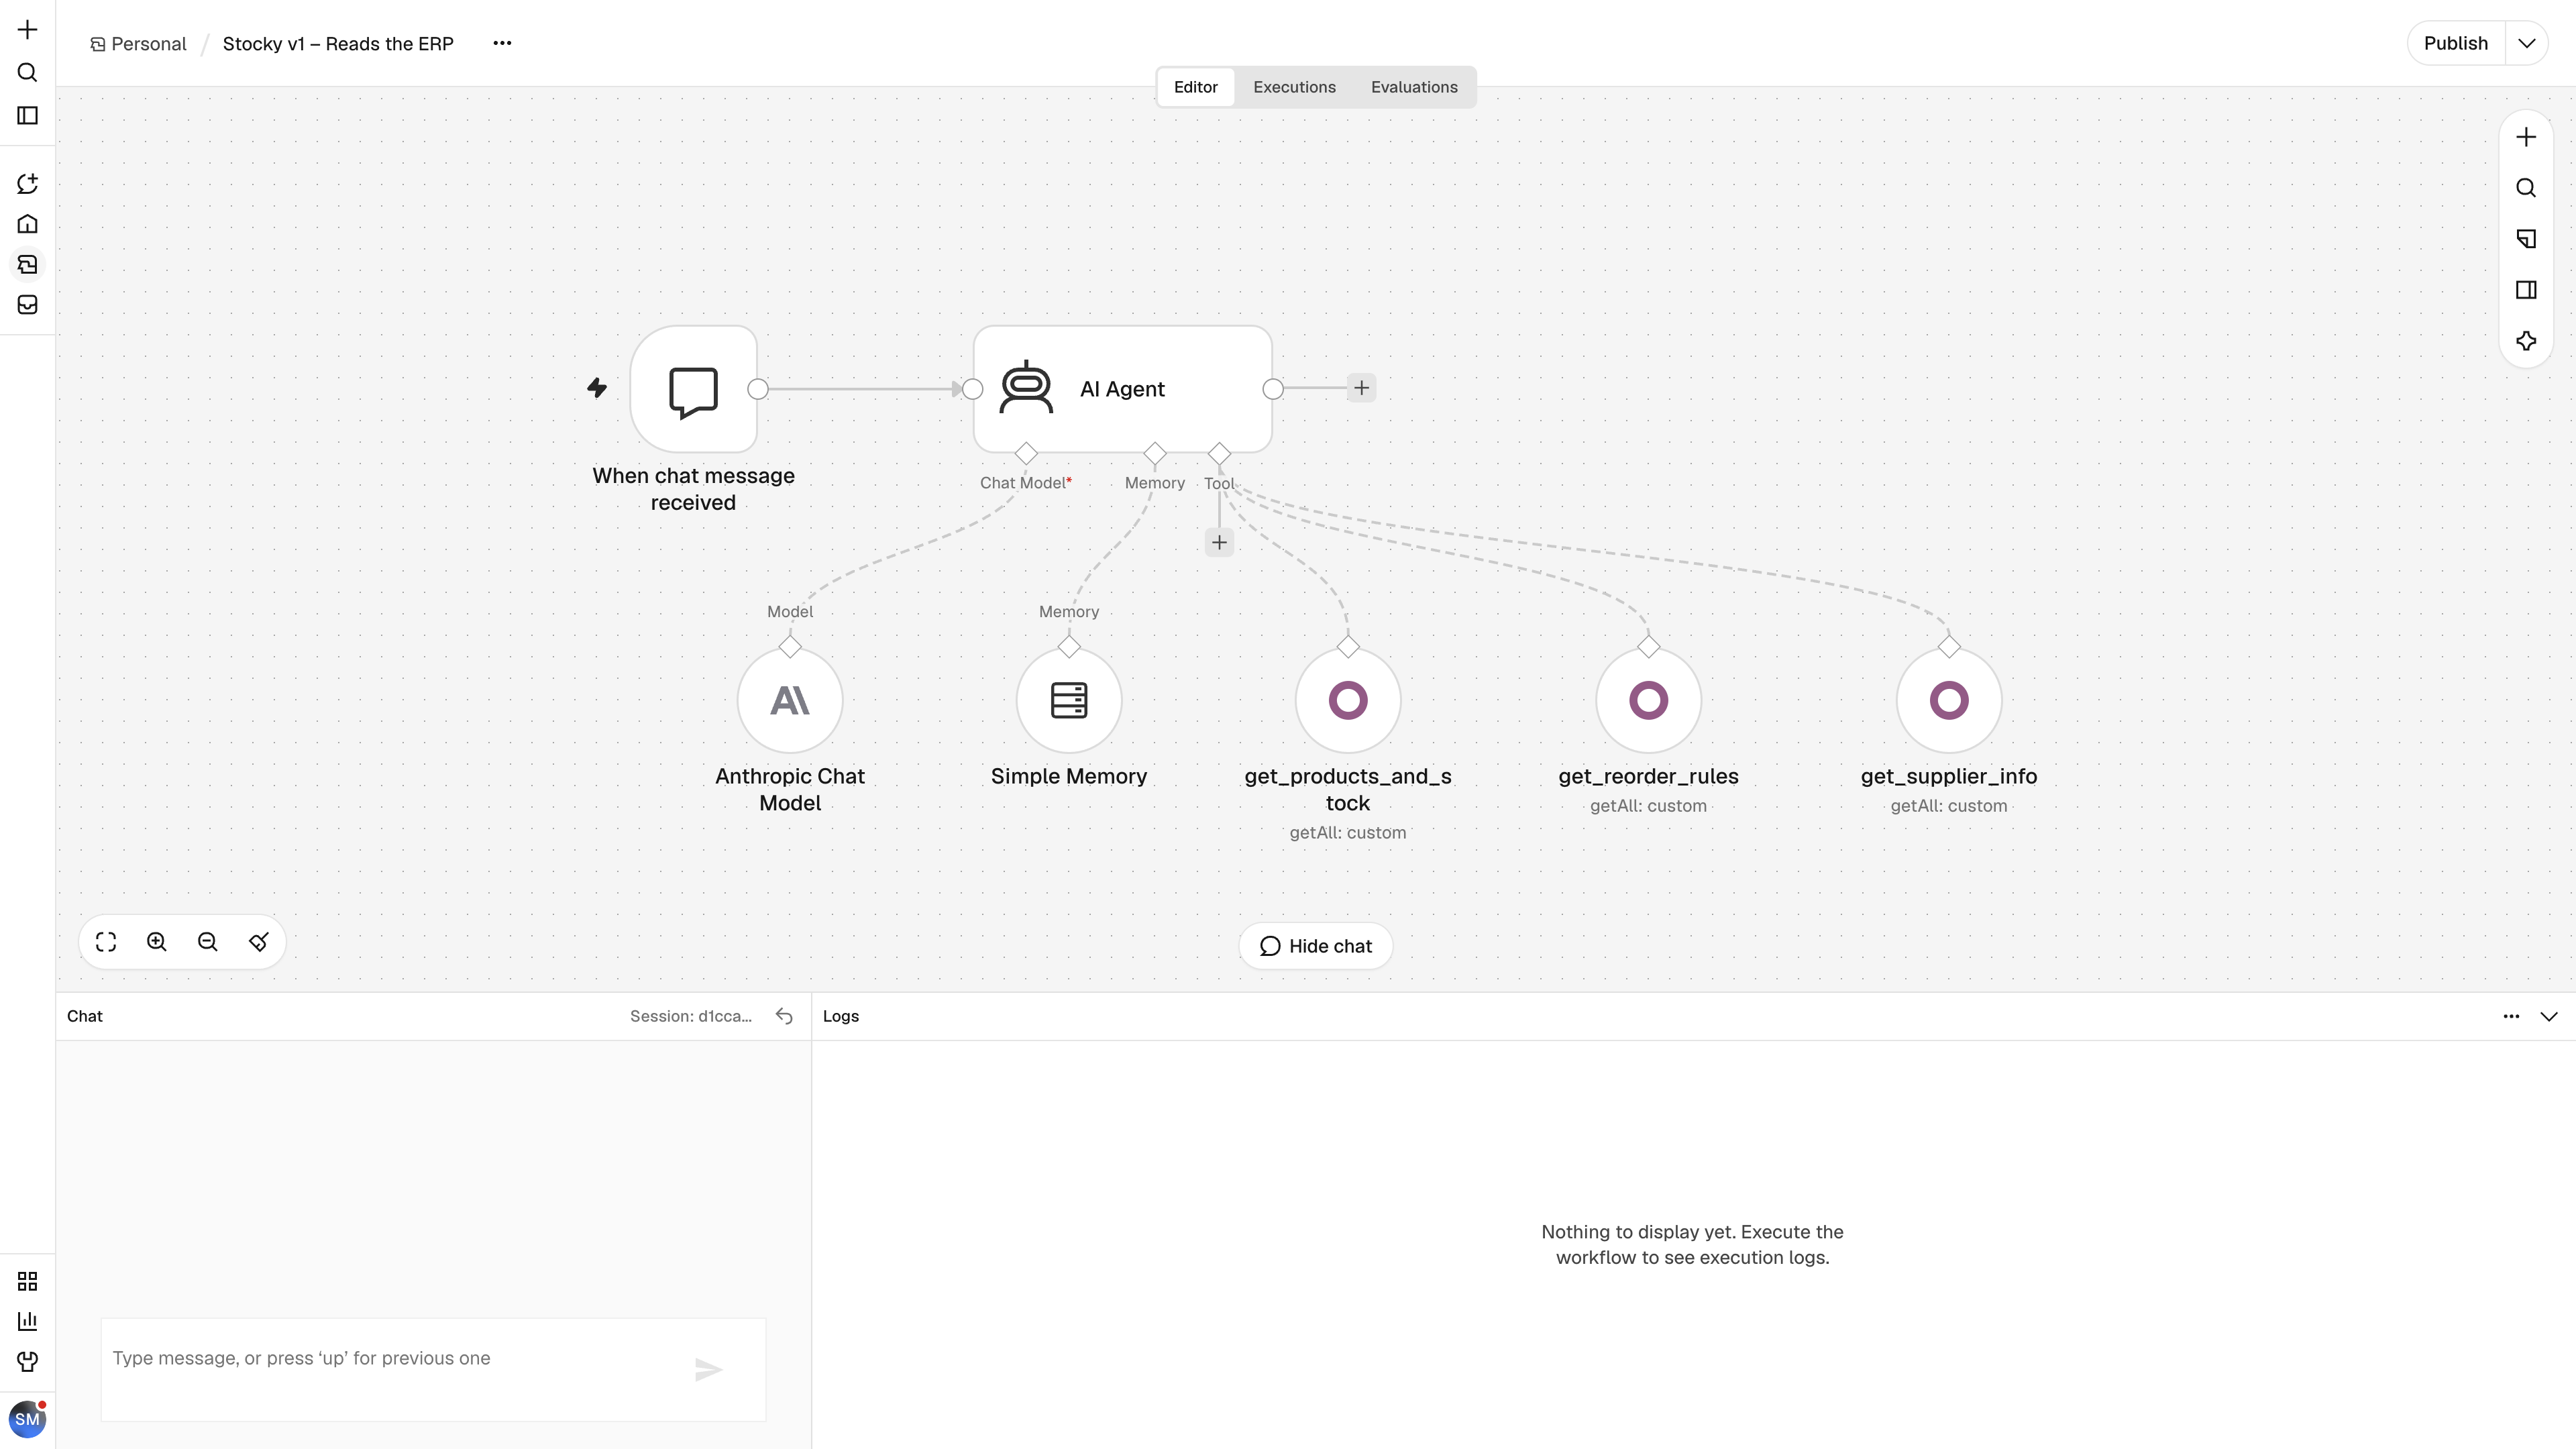 Personal / Stocky v1 – Reads the ERP
Publish
Editor Executions Evaluations
AI Agent
When chat message
received
Chat Model* Memory Tool
Model Memory
Anthropic Chat
Model
Simple Memory
get_products_and_s
tock
getAll: custom
get_reorder_rules
getAll: custom
get_supplier_info
getAll: custom
Hide chat
Chat Session: d1cca...
Logs
Nothing to display yet. Execute the
workflow to see execution logs.
Type message, or press ‘up’ for previous one
SM